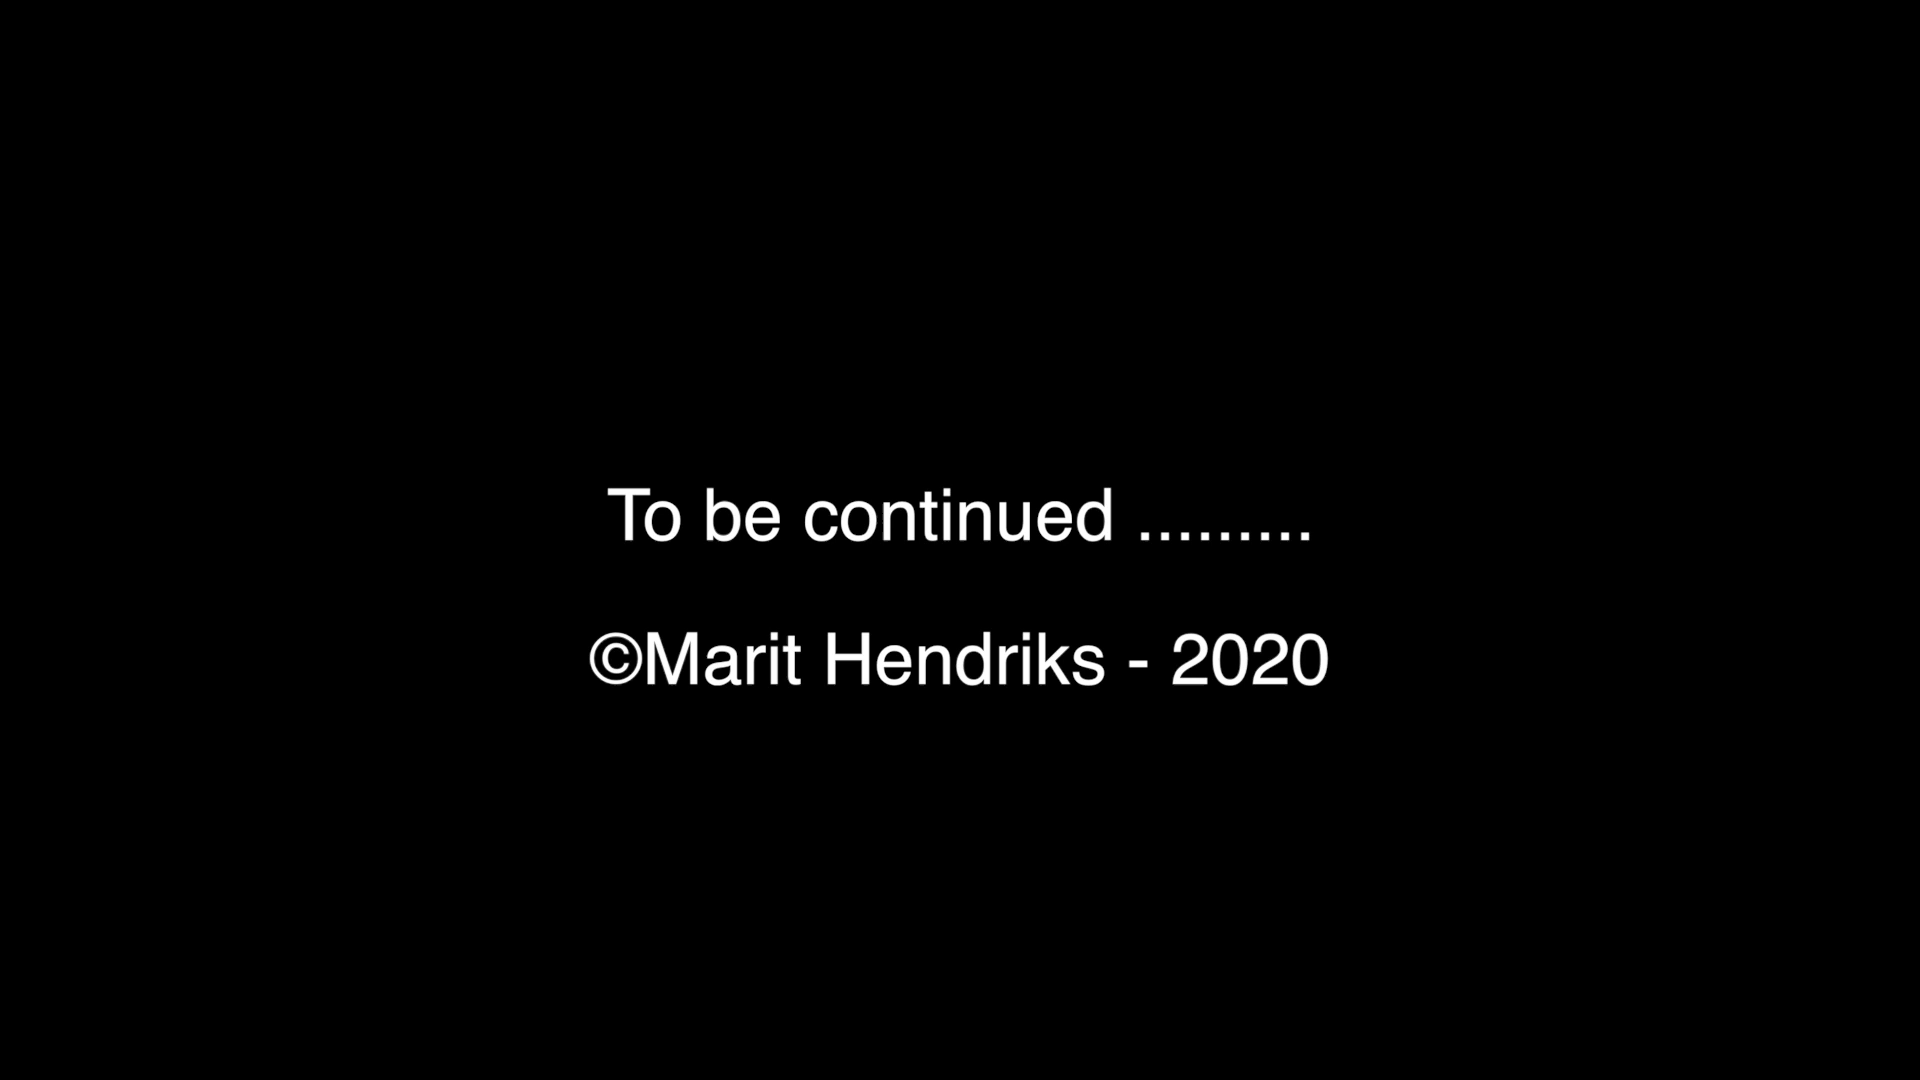 To be continued .........
©Marit Hendriks - 2020